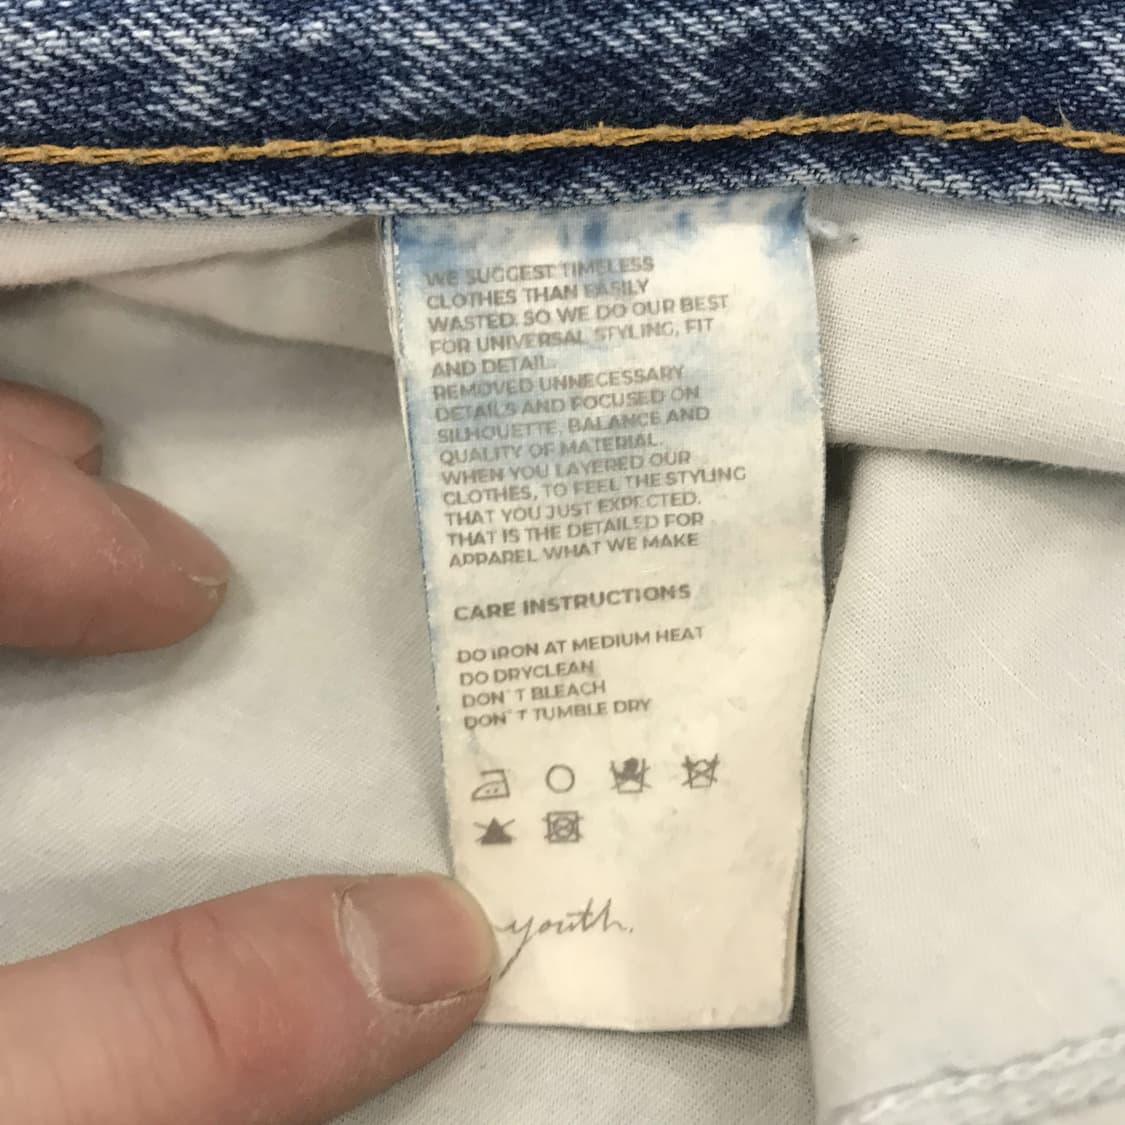 WE SUGGEST TIMELESS
CLOTHES THAN EASILY
WASTED. SO WE DO OUR BEST
FOR UNIVERSAL STYLING, FIT
AND DETAIL.
REMOVED UNNECESSARY
DETAILS AND FOCUSED ON
SILHOUETTE, BALANCE AND
QUALITY OF MATERIAL.
WHEN YOU LAYERED OUR
CLOTHES, TO FEEL THE STYLING
THAT YOU JUST EXPECTED.
THAT IS THE DETAILED FOR
APPAREL WHAT WE MAKE
CARE INSTRUCTIONS
DO IRON AT MEDIUM HEAT
DO DRYCLEAN
DON`T BLEACH
DON`T TUMBLE DRY
youth.